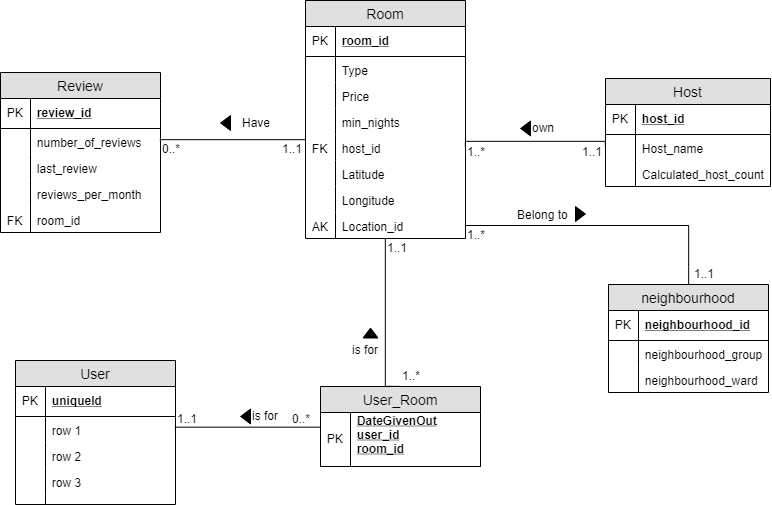 Room
PK room_id
Type
Price
min_nights
FK host_id
Latitude
Longitude
AK Location_id
Review
PK review_id
number_of_reviews
last_review
reviews_per_month
FK room_id
Have
0..* 1..1
Host
PK host_id
Host_name
Calculated_host_count
own
1..* 1..1
Belong to
1..*
1..1
neighbourhood
PK neighbourhood_id
neighbourhood_group
neighbourhood_ward
1..1
is for
1..*
User
PK uniqueId
row 1
row 2
row 3
is for
1..1 0..*
User_Room
DateGivenOut
PK user_id
room_id